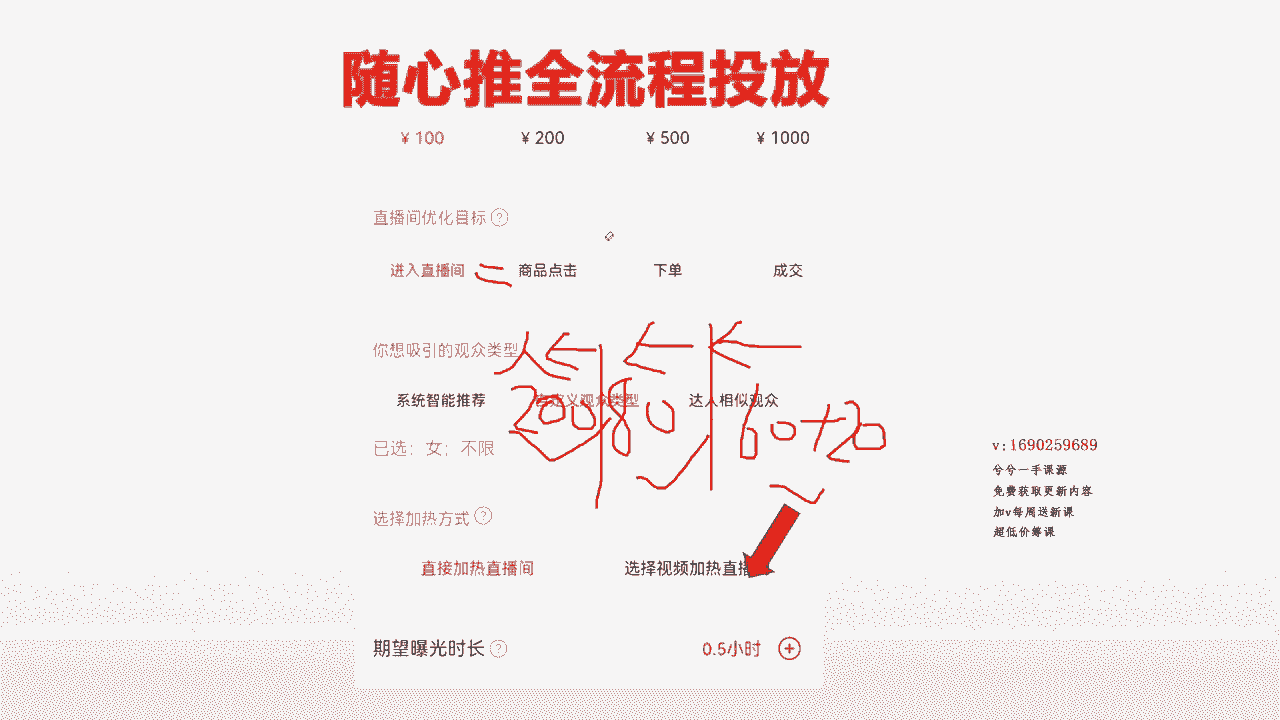 随心推全流程投放
¥ 100 ¥ 200 ¥ 500 ¥ 1000
直播间优化目标 ?
进入直播间 商品点击 下单 成交
你想吸引的观众类型
系统智能推荐 自定义观众类型 达人相似观众
200 80 60+20
已选：女；不限
v:1690259689
兮兮一手课源
免费获取更新内容
加v每周送新课
超低价筹课
选择加热方式 ?
直接加热直播间 选择视频加热直播
期望曝光时长 ? 0.5小时 +